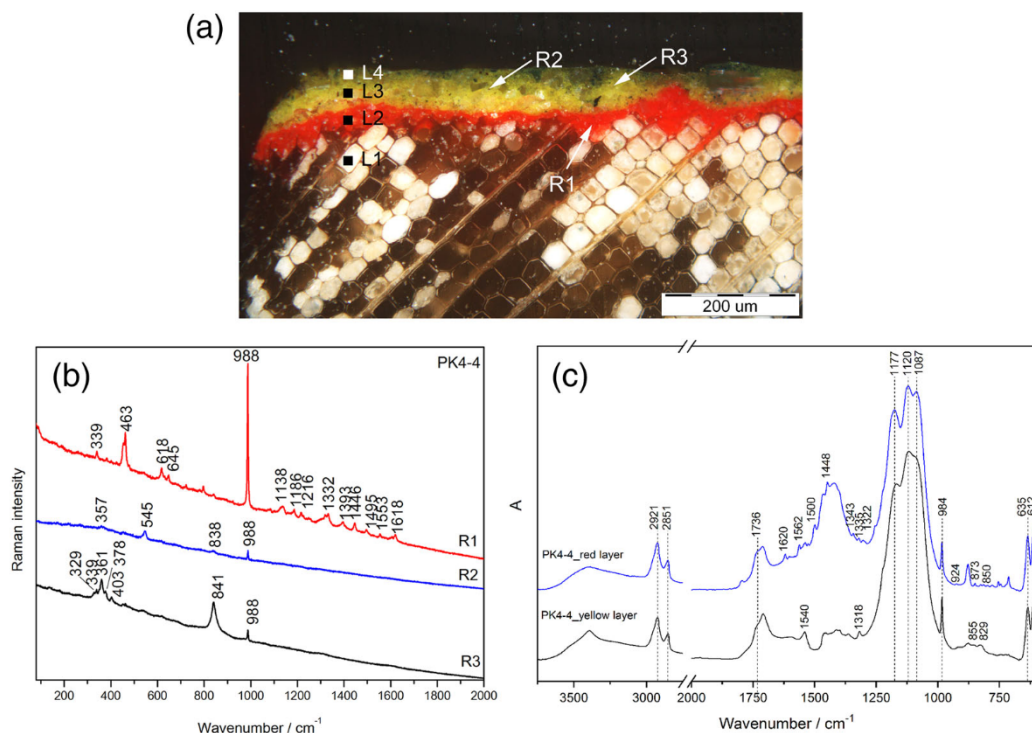 (a)
R2
R3
L4
L3
L2
L1
R1
200 um
(b)
PK4-4
988
339
463
618
645
1138
1186
1216
1332
1393
1446
1495
1553
1618
R1
357
545
838
988
R2
329
339
361
378
403
841
988
R3
Raman intensity
200 400 600 800 1000 1200 1400 1600 1800 2000
Wavenumber / cm-1
(c)
1177
1120
1087
2921
2851
1736
1620
1562
1500
1448
1343
1335
1322
984
924
873
850
635
PK4-4_red layer
PK4-4_yellow layer
1540
1318
855
829
A
3500 3000 2000 1750 1500 1250 1000 750
Wavenumber / cm-1